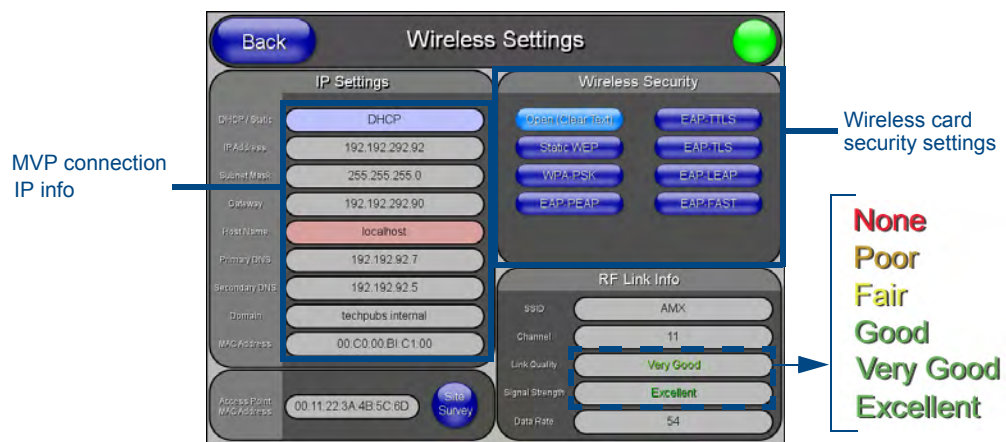 Back
Wireless Settings
IP Settings
DHCP / Static
DHCP
IP Address
192.192.292.92
Subnet Mask
255.255.255.0
Gateway
192.192.292.90
Host Name
localhost
Primary DNS
192.192.92.7
Secondary DNS
192.192.92.5
Domain
techpubs.internal
MAC Address
00:C0:00:BI:C1:00
Access Point
MAC Address
00:11:22:3A:4B:5C:6D
Site
Survey
Wireless Security
Open (Clear Text)
EAP-TTLS
Static WEP
EAP-TLS
WPA-PSK
EAP-LEAP
EAP-PEAP
EAP-FAST
RF Link Info
SSID
AMX
Channel
11
Link Quality
Very Good
Signal Strength
Excellent
Data Rate
54
MVP connection
IP info
Wireless card
security settings
None
Poor
Fair
Good
Very Good
Excellent